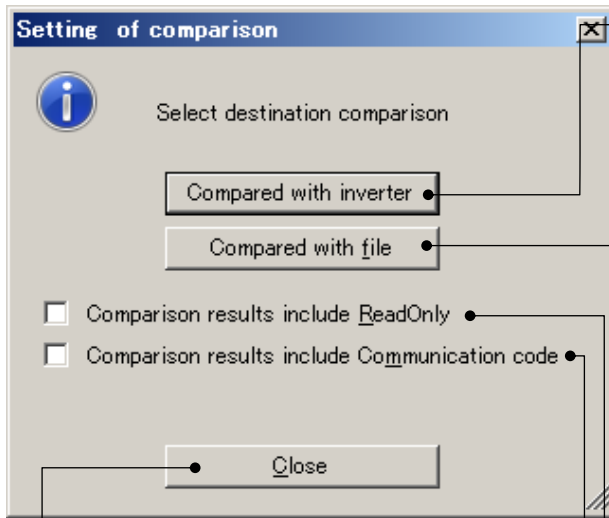 Setting of comparison
Select destination comparison
Compared with inverter
Compared with file
Comparison results include ReadOnly
Comparison results include Communication code
Close